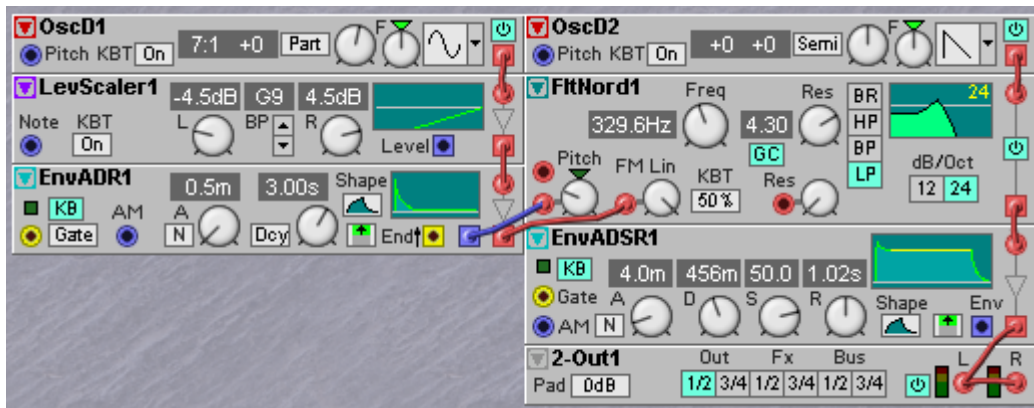 OscD1
Pitch KBT On 7:1 +0 Part F
LevScaler1
-4.5dB G9 4.5dB
Note KBT L BP R
On Level
EnvADR1
0.5m 3.00s Shape
KB AM A
Gate N Dcy End
OscD2
Pitch KBT On +0 +0 Semi F
FltNord1 Freq Res BR 24
329.6Hz 4.30 HP
GC BP
Pitch FM Lin KBT Res LP dB/Oct
50% 12 24
EnvADSR1
KB 4.0m 456m 50.0 1.02s
Gate A D S R Shape Env
AM N
2-Out1 Out Fx Bus L R
Pad 0dB 1/2 3/4 1/2 3/4 1/2 3/4